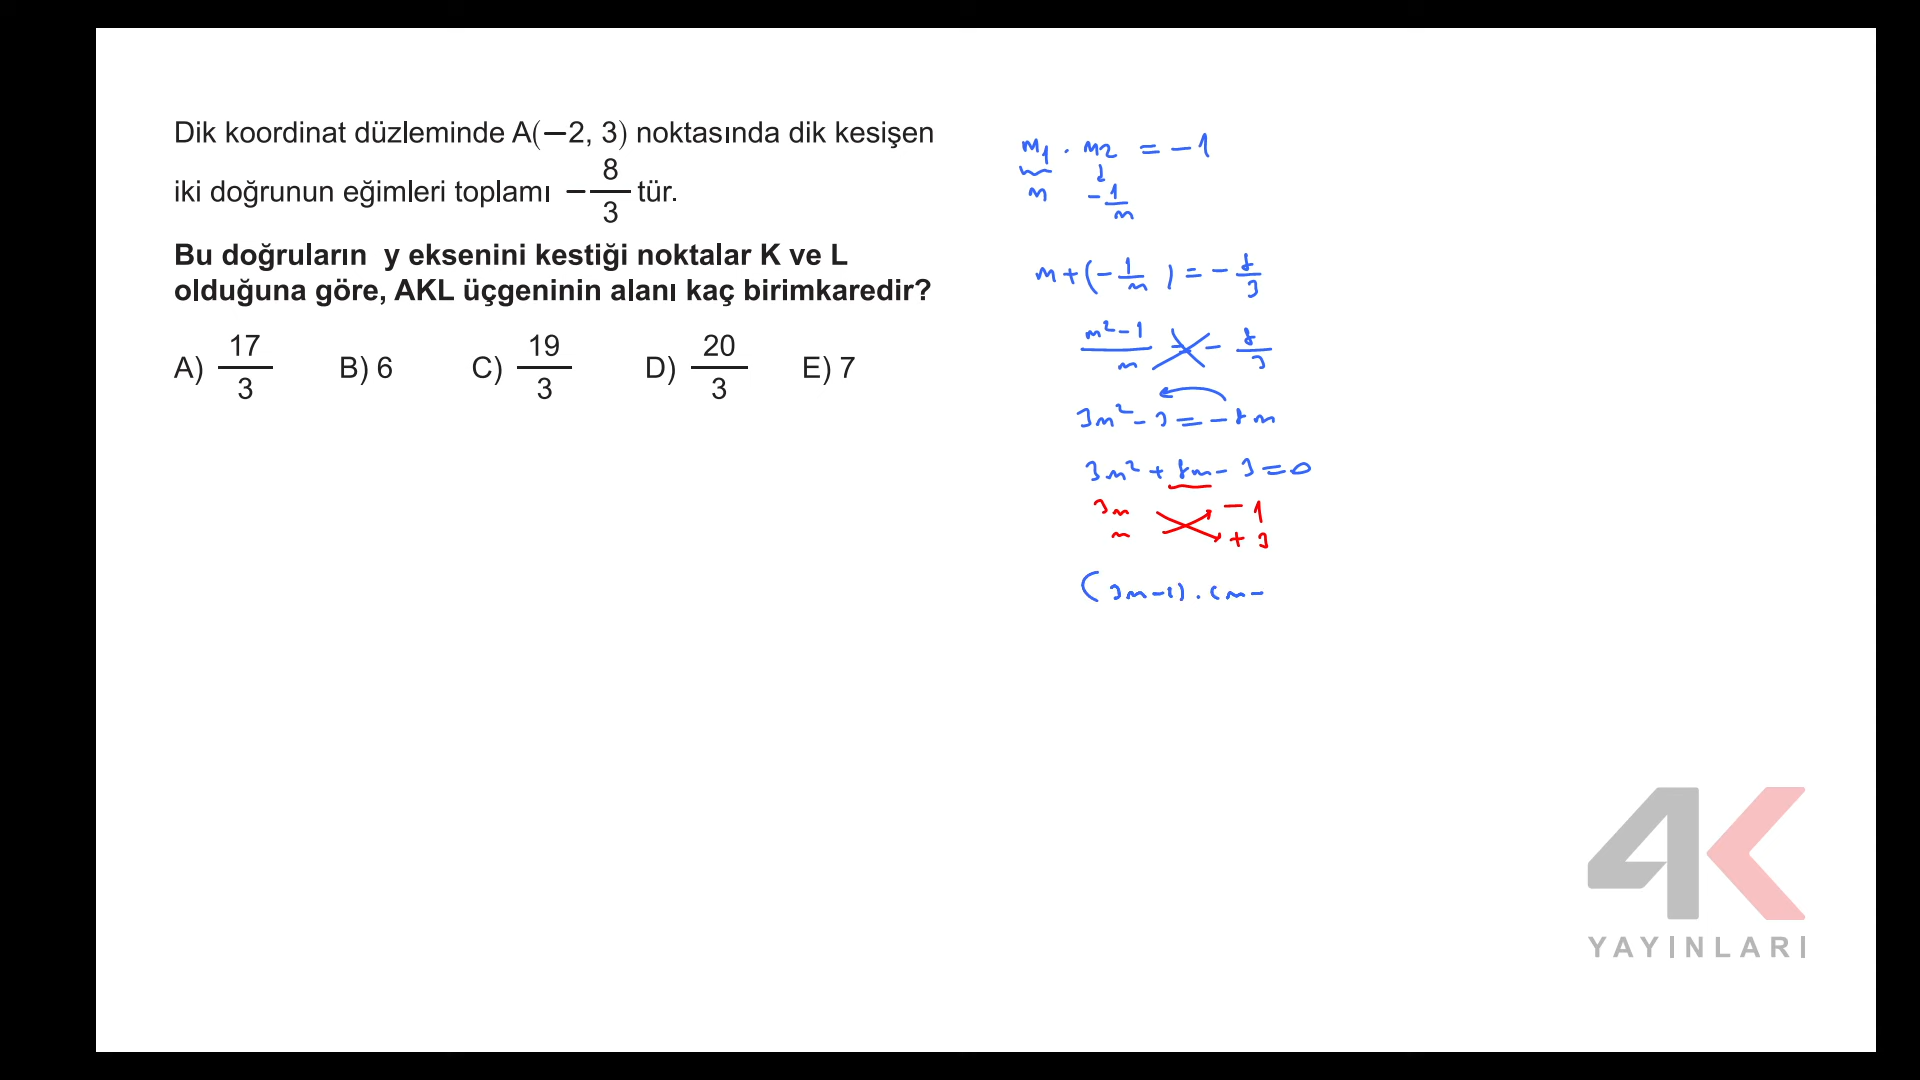 Dik koordinat düzleminde A(−2, 3) noktasında dik kesişen
iki doğrunun eğimleri toplamı −8/3 tür.
Bu doğruların y eksenini kestiği noktalar K ve L
olduğuna göre, AKL üçgeninin alanı kaç birimkaredir?
A) 17/3 B) 6 C) 19/3 D) 20/3 E) 7
m1 · m2 = −1
m −1/m
m + (−1/m) = −8/3
m² − 1/m = −8/3
3m² − 3 = −8m
3m² + 8m − 3 = 0
3m − 1
m + 3
(3m−1).(m−
4K
YAYINLARI